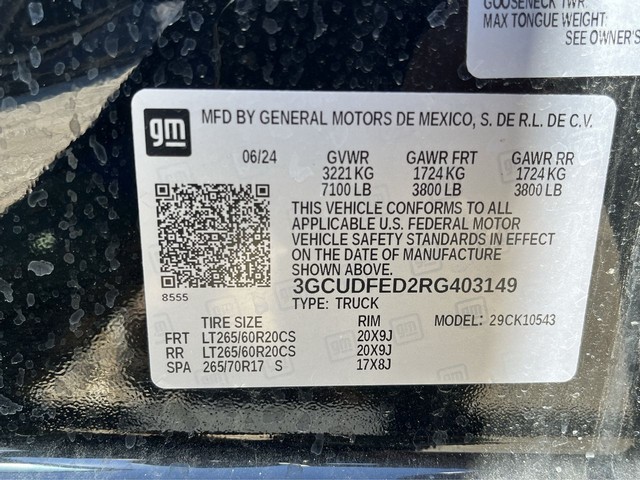 GOOSENECK TWR:
MAX TONGUE WEIGHT:
SEE OWNER'S
gm
MFD BY GENERAL MOTORS DE MEXICO, S. DE R.L. DE C.V.
06/24 GVWR GAWR FRT GAWR RR
3221 KG 1724 KG 1724 KG
7100 LB 3800 LB 3800 LB
THIS VEHICLE CONFORMS TO ALL
APPLICABLE U.S. FEDERAL MOTOR
VEHICLE SAFETY STANDARDS IN EFFECT
ON THE DATE OF MANUFACTURE
SHOWN ABOVE.
8555
3GCUDFED2RG403149
TYPE: TRUCK
TIRE SIZE RIM MODEL: 29CK10543
FRT LT265/60R20CS 20X9J
RR LT265/60R20CS 20X9J
SPA 265/70R17 S 17X8J